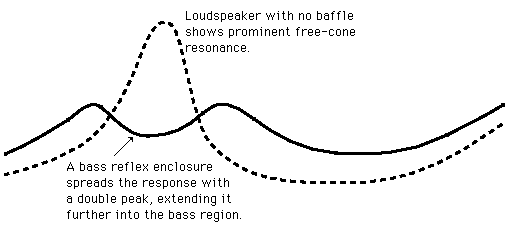 Loudspeaker with no baffle
shows prominent free-cone
resonance.
A bass reflex enclosure
spreads the response with
a double peak, extending it
further into the bass region.